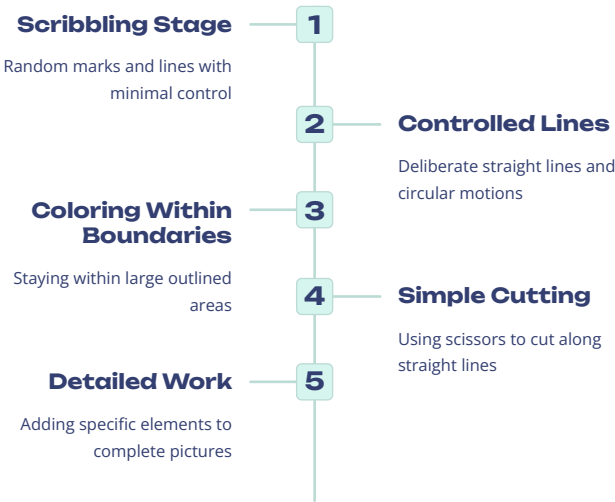 Scribbling Stage
1
Random marks and lines with
minimal control
2
Controlled Lines
Deliberate straight lines and
circular motions
Coloring Within
Boundaries
3
Staying within large outlined
areas
4
Simple Cutting
Using scissors to cut along
straight lines
Detailed Work
5
Adding specific elements to
complete pictures